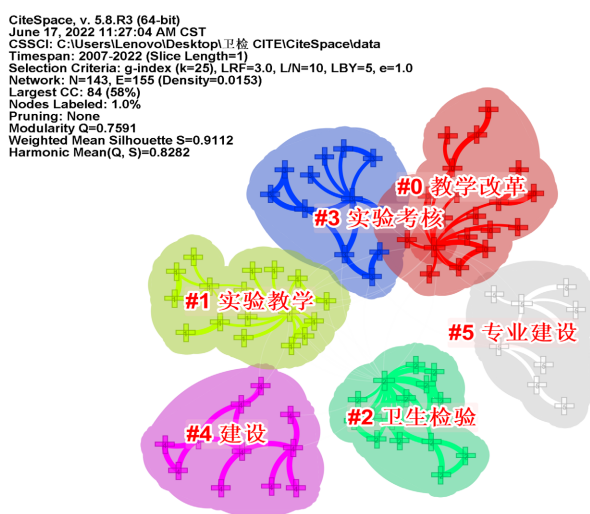 CiteSpace, v. 5.8.R3 (64-bit)
June 17, 2022 11:27:04 AM CST
CSSCI: C:\Users\Lenovo\Desktop\卫检 CITE\CiteSpace\data
Timespan: 2007-2022 (Slice Length=1)
Selection Criteria: g-index (k=25), LRF=3.0, L/N=10, LBY=5, e=1.0
Network: N=143, E=155 (Density=0.0153)
Largest CC: 84 (58%)
Nodes Labeled: 1.0%
Pruning: None
Modularity Q=0.7591
Weighted Mean Silhouette S=0.9112
Harmonic Mean(Q, S)=0.8282
#0 教学改革
#3 实验考核
#1 实验教学
#5 专业建设
#2 卫生检验
#4 建设